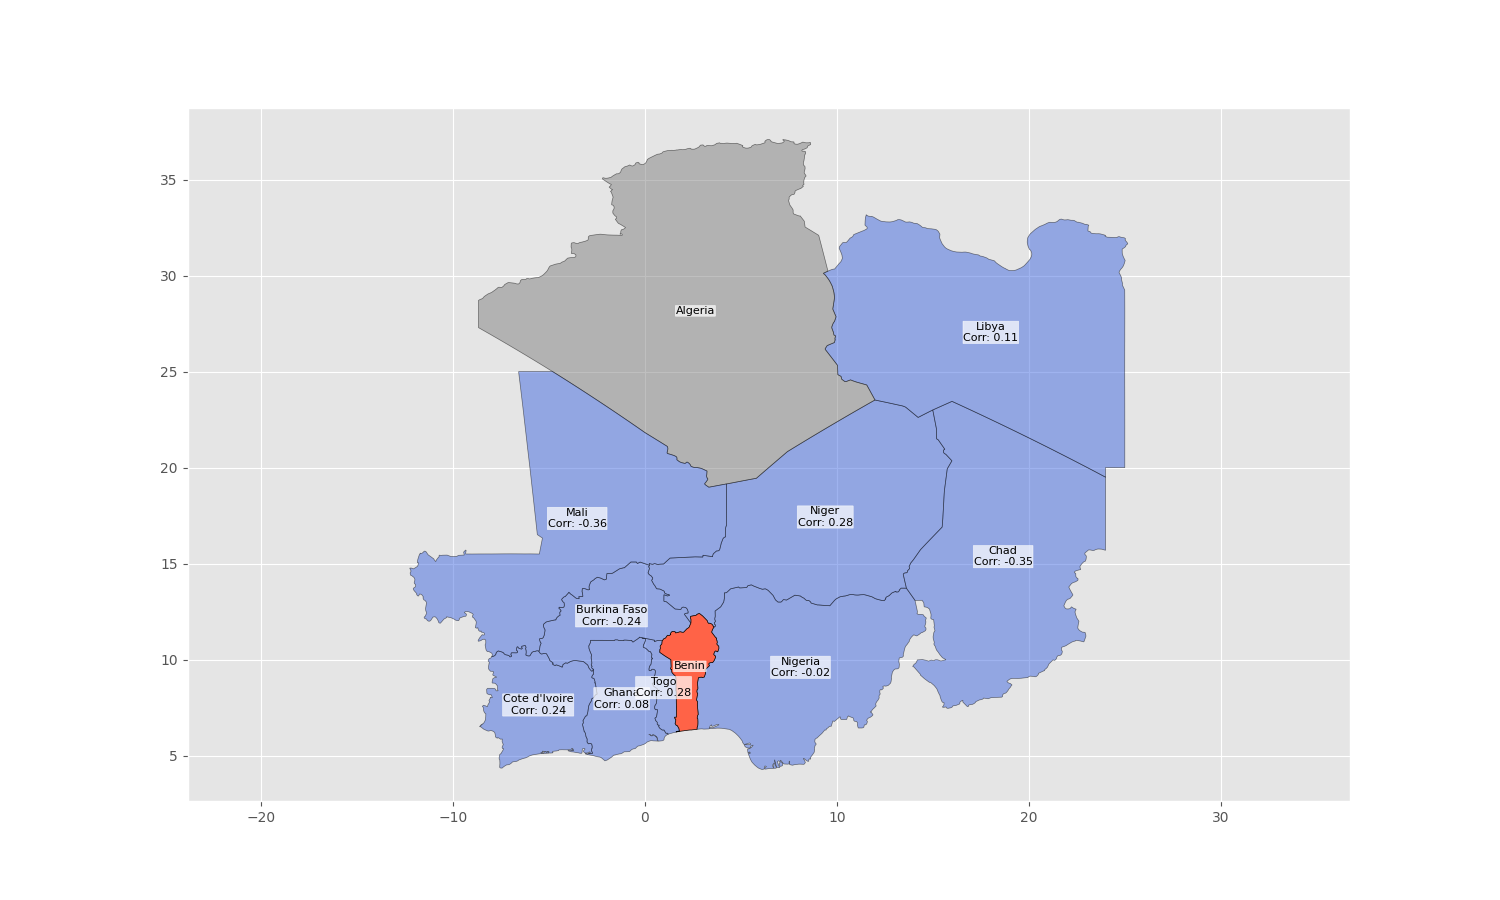 35
30
25
20
15
10
5
−20
−10
0
10
20
30
Algeria
Libya
Corr: 0.11
Mali
Corr: -0.36
Niger
Corr: 0.28
Chad
Corr: -0.35
Burkina Faso
Corr: -0.24
Benin
Nigeria
Corr: -0.02
Togo
Corr: 0.28
Ghana
Corr: 0.08
Cote d'Ivoire
Corr: 0.24